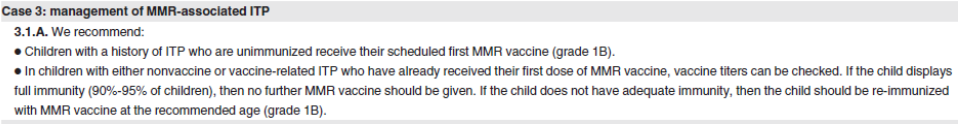 Case 3: management of MMR-associated ITP
3.1.A. We recommend:
● Children with a history of ITP who are unimmunized receive their scheduled first MMR vaccine (grade 1B).
● In children with either nonvaccine or vaccine-related ITP who have already received their first dose of MMR vaccine, vaccine titers can be checked. If the child displays
full immunity (90%-95% of children), then no further MMR vaccine should be given. If the child does not have adequate immunity, then the child should be re-immunized
with MMR vaccine at the recommended age (grade 1B).